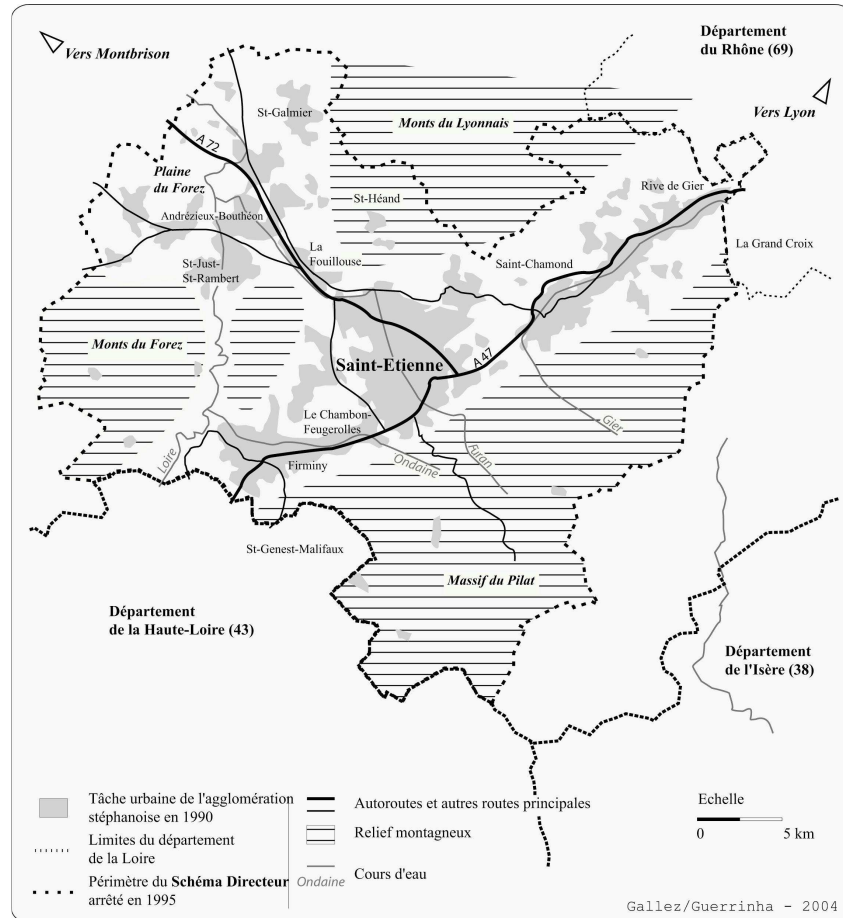 Département
du Rhône (69)
Vers Montbrison
Vers Lyon
St-Galmier
Monts du Lyonnais
A 72
Plaine
du Forez
Rive de Gier
St-Héand
Andrézieux-Bouthéon
La
Fouillouse
La Grand Croix
St-Just-
St-Rambert
Saint-Chamond
Monts du Forez
Saint-Etienne
A 47
Le Chambon-
Feugerolles
Gier
Loire
Firminy
Ondaine
Furan
St-Genest-Malifaux
Massif du Pilat
Département
de la Haute-Loire (43)
Département
de l'Isère (38)
Tâche urbaine de l'agglomération
stéphanoise en 1990
Limites du département
de la Loire
Périmètre du Schéma Directeur
arrêté en 1995
Autoroutes et autres routes principales
Relief montagneux
Ondaine Cours d'eau
Echelle
0 5 km
Gallez/Guerrinha - 2004